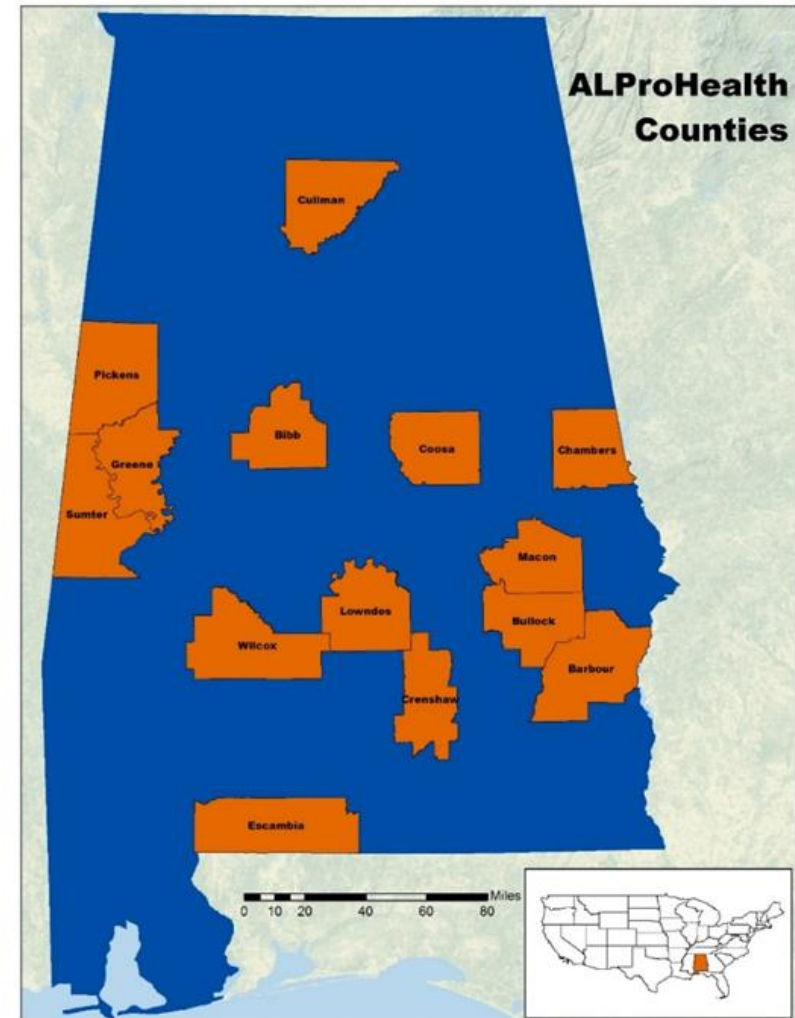 ALProHealth
Counties
Cullman
Pickens
Bibb
Coosa
Chambers
Greene
Sumter
Macon
Lowndes
Bullock
Wilcox
Barbour
Crenshaw
Escambia
Miles
0 10 20 40 60 80